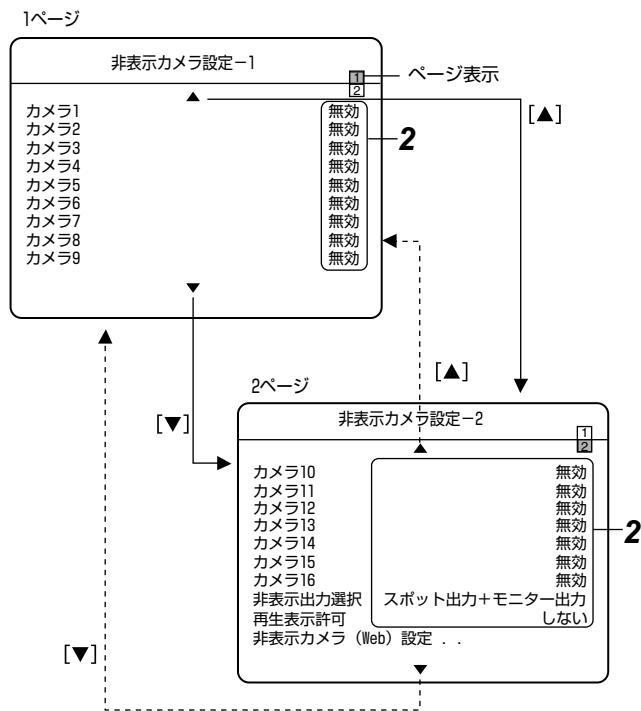 1ページ
非表示カメラ設定−1
1
2
ページ表示
カメラ1 無効
カメラ2 無効
カメラ3 無効
カメラ4 無効
カメラ5 無効
カメラ6 無効
カメラ7 無効
カメラ8 無効
カメラ9 無効
2
[▲]
[▲]
[▼]
2ページ
非表示カメラ設定−2
1
2
カメラ10 無効
カメラ11 無効
カメラ12 無効
カメラ13 無効
カメラ14 無効
カメラ15 無効
カメラ16 無効
非表示出力選択 スポット出力+モニター出力
再生表示許可 しない
非表示カメラ（Web）設定 . .
2
[▼]